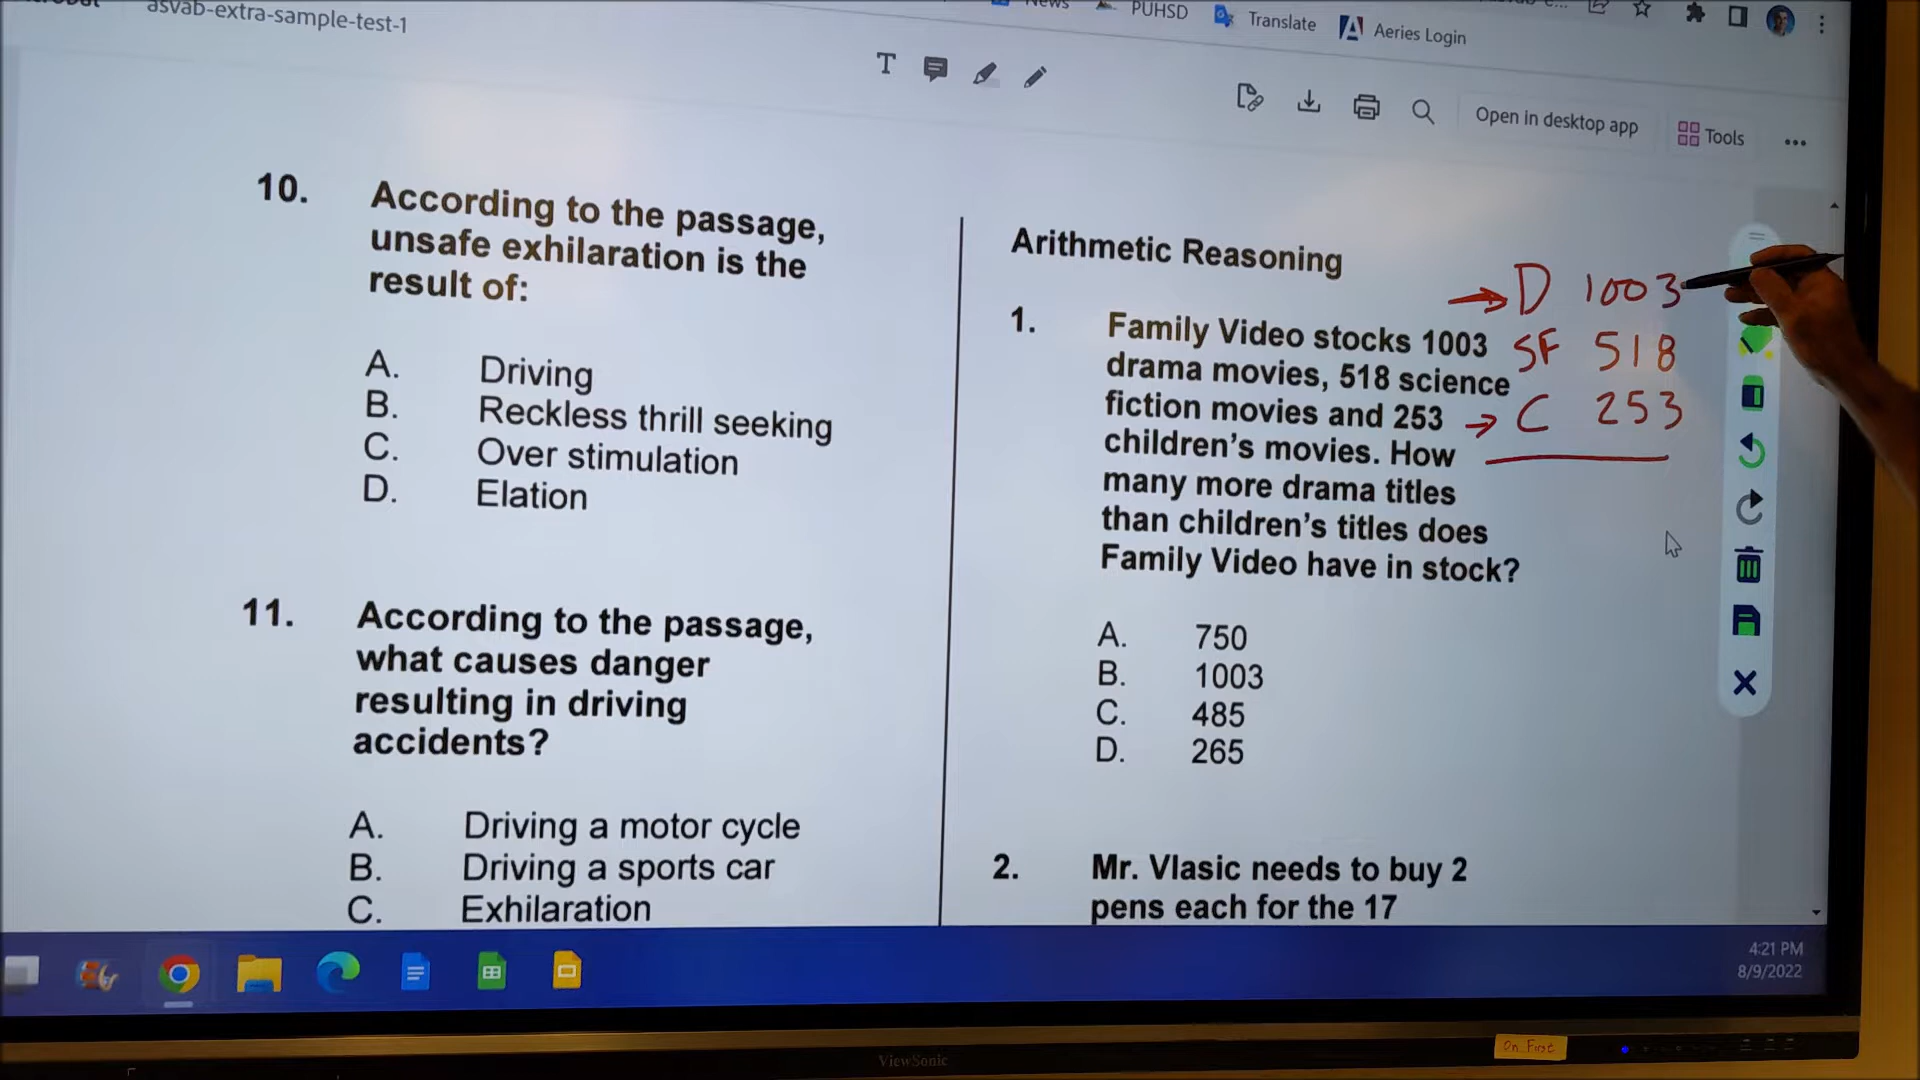 asvab-extra-sample-test-1
News
PUHSD
Translate
Aeries Login
T
Open in desktop app
Tools
10. According to the passage,
unsafe exhilaration is the
result of:
A. Driving
B. Reckless thrill seeking
C. Over stimulation
D. Elation
11. According to the passage,
what causes danger
resulting in driving
accidents?
A. Driving a motor cycle
B. Driving a sports car
C. Exhilaration
Arithmetic Reasoning
1. Family Video stocks 1003
drama movies, 518 science
fiction movies and 253
children's movies. How
many more drama titles
than children's titles does
Family Video have in stock?
A. 750
B. 1003
C. 485
D. 265
2. Mr. Vlasic needs to buy 2
pens each for the 17
→ D 1003
SF 518
→ C 253
4:21 PM
8/9/2022
ViewSonic
On First